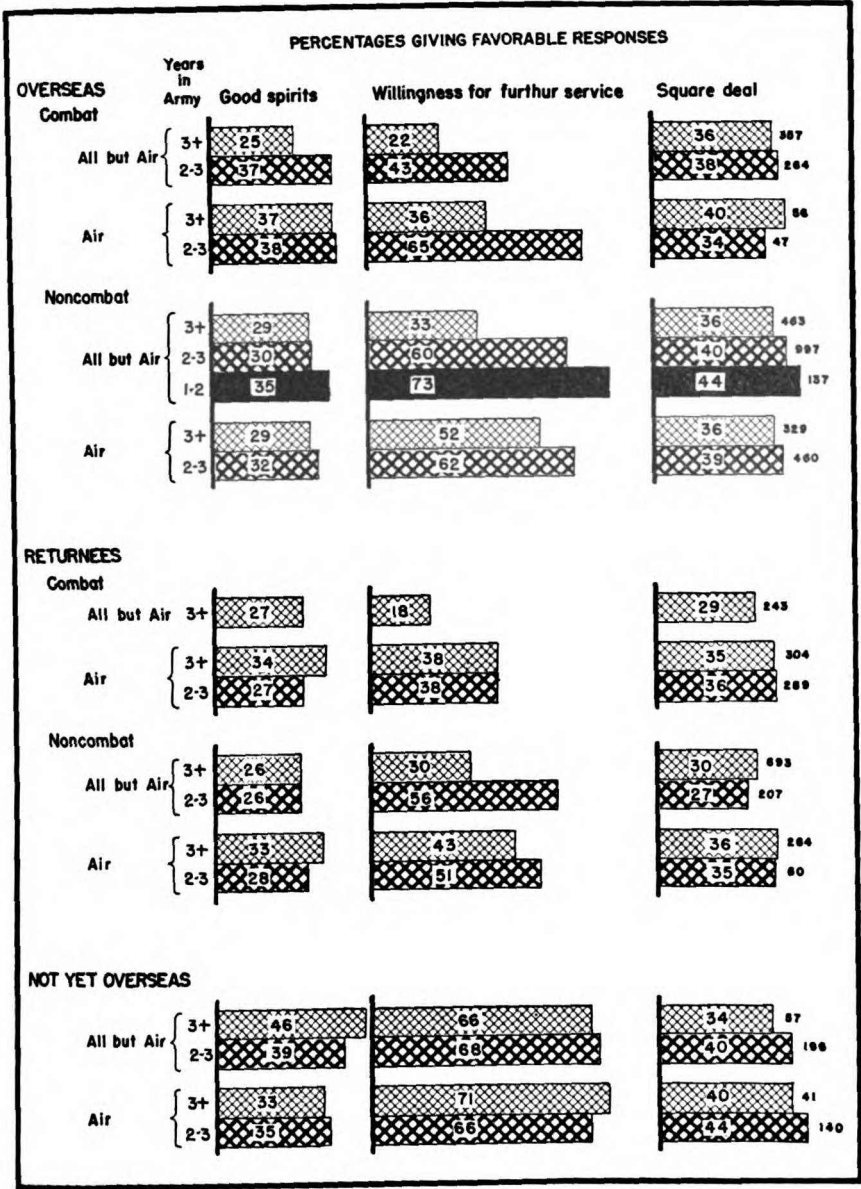 PERCENTAGES GIVING FAVORABLE RESPONSES
Years
in
Army
OVERSEAS
Good spirits Willingness for furthur service Square deal
Combat
All but Air 3+ 25 22 36 357
2-3 37 43 38 264
Air 3+ 37 36 40 56
2-3 38 65 34 47
Noncombat
All but Air 3+ 29 33 36 463
2-3 30 60 40 997
1-2 35 73 44 137
Air 3+ 29 52 36 329
2-3 32 62 39 460
RETURNEES
Combat
All but Air 3+ 27 18 29 243
Air 3+ 34 38 35 304
2-3 27 38 36 289
Noncombat
All but Air 3+ 26 30 30 693
2-3 26 56 27 207
Air 3+ 33 43 36 264
2-3 28 51 35 60
NOT YET OVERSEAS
All but Air 3+ 46 66 34 57
2-3 39 68 40 196
Air 3+ 33 71 40 41
2-3 35 66 44 140